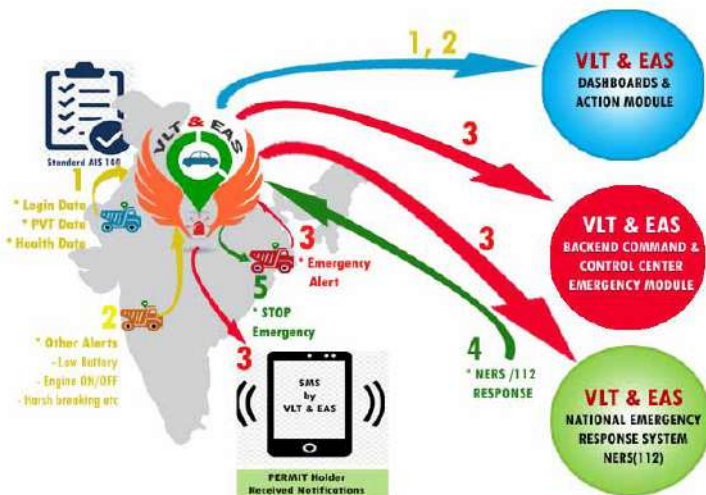 1, 2
VLT & EAS
DASHBOARDS &
ACTION MODULE
VLT & EAS
Standard AIS 140
1
* Login Data
* PVT Data
* Health Data
3
3
* Emergency
Alert
VLT & EAS
BACKEND COMMAND &
CONTROL CENTER
EMERGENCY MODULE
3
5
* STOP
Emergency
2
* Other Alerts
- Low Battery
- Engine ON/OFF
- Harsh breaking etc
3
SMS
by
VLT & EAS
4
* NERS /112
RESPONSE
VLT & EAS
NATIONAL EMERGENCY
RESPONSE SYSTEM
NERS(112)
PERMIT Holder
Received Notifications